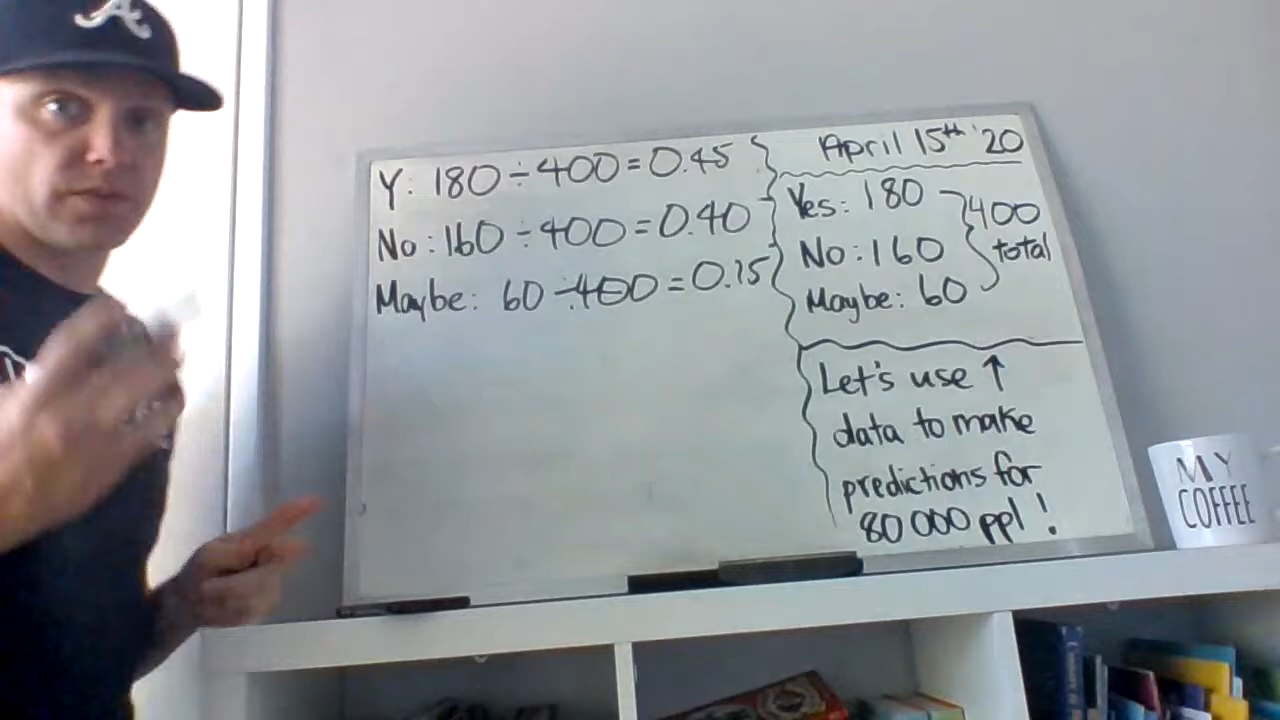 A
Y: 180 ÷ 400 = 0.45
No: 160 ÷ 400 = 0.40
Maybe: 60 ÷ 400 = 0.15
April 15th '20
Yes: 180
No: 160
Maybe: 60
400
total
Let's use ↑
data to make
predictions for
80 000 ppl!
MY
COFFEE